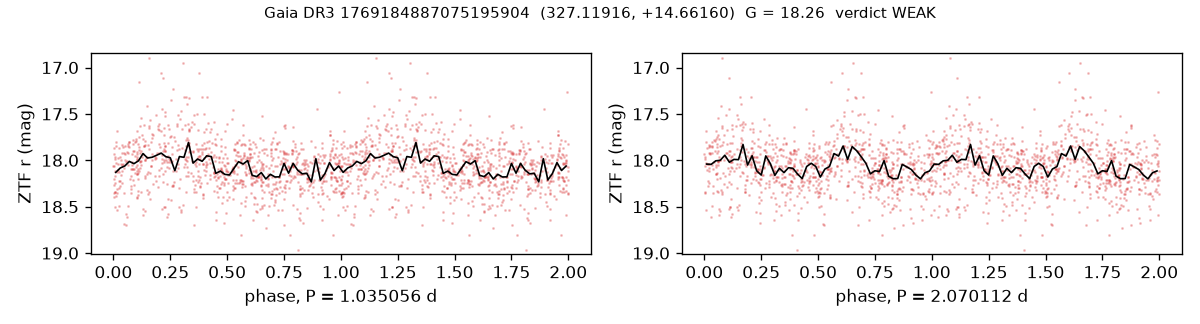 Gaia DR3 1769184887075195904 (327.11916, +14.66160) G = 18.26 verdict WEAK
ZTF r (mag)
17.0
17.5
18.0
18.5
19.0
0.00 0.25 0.50 0.75 1.00 1.25 1.50 1.75 2.00
phase, P = 1.035056 d
ZTF r (mag)
17.0
17.5
18.0
18.5
19.0
0.00 0.25 0.50 0.75 1.00 1.25 1.50 1.75 2.00
phase, P = 2.070112 d